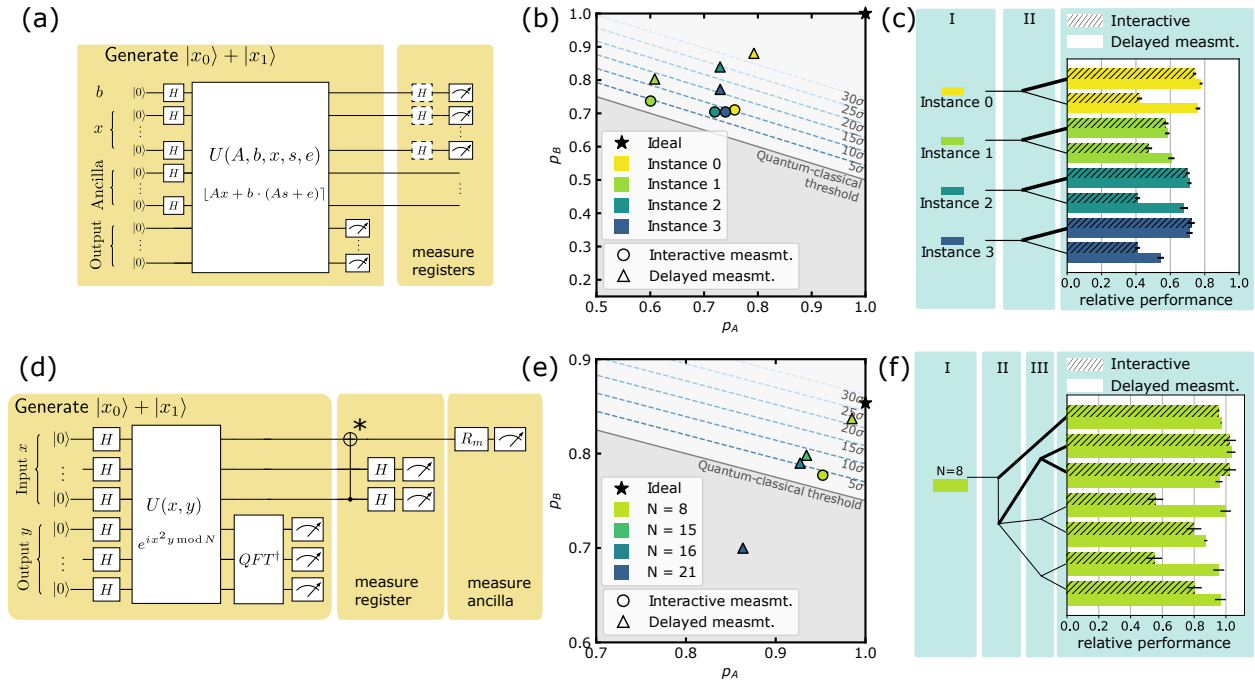 (a)
Generate |x₀⟩ + |x₁⟩
b
x
Ancilla
Output
|0⟩
|0⟩
|0⟩
|0⟩
|0⟩
|0⟩
|0⟩
H
H
H
H
H
U(A, b, x, s, e)
⌊Ax + b · (As + e)⌉
H
H
H
measure
registers
(b)
p_B
1.0
0.9
0.8
0.7
0.6
0.5
0.4
0.3
0.2
30σ
25σ
20σ
15σ
10σ
5σ
Quantum-classical
threshold
Ideal
Instance 0
Instance 1
Instance 2
Instance 3
Interactive measmt.
Delayed measmt.
0.5 0.6 0.7 0.8 0.9 1.0
p_A
(c)
I
II
Interactive
Delayed measmt.
Instance 0
Instance 1
Instance 2
Instance 3
0.0 0.2 0.4 0.6 0.8 1.0
relative performance
(d)
Generate |x₀⟩ + |x₁⟩
Input x
Output y
|0⟩
|0⟩
|0⟩
|0⟩
|0⟩
|0⟩
H
H
H
H
H
H
U(x, y)
e^{ix²y mod N}
QFT†
*
H
H
R_m
measure
register
measure
ancilla
(e)
p_B
0.9
0.8
0.7
0.6
30σ
25σ
20σ
15σ
10σ
5σ
Quantum-classical threshold
Ideal
N = 8
N = 15
N = 16
N = 21
Interactive measmt.
Delayed measmt.
0.7 0.8 0.9 1.0
p_A
(f)
I
II
III
Interactive
Delayed measmt.
N=8
0.0 0.2 0.4 0.6 0.8 1.0
relative performance